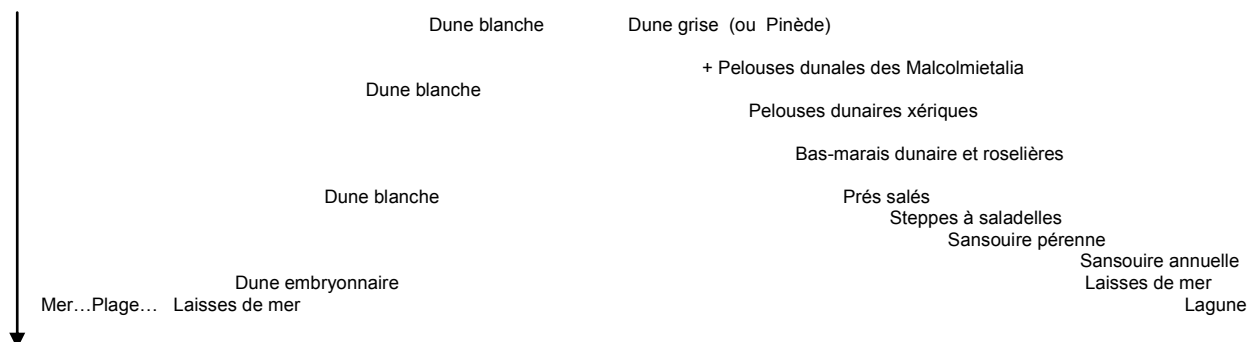 Dune blanche Dune grise (ou Pinède)
+ Pelouses dunales des Malcolmietalia
Dune blanche
Pelouses dunaires xériques
Bas-marais dunaire et roselières
Dune blanche Prés salés
Steppes à saladelles
Sansouire pérenne
Sansouire annuelle
Dune embryonnaire Laisses de mer
Mer…Plage… Laisses de mer Lagune